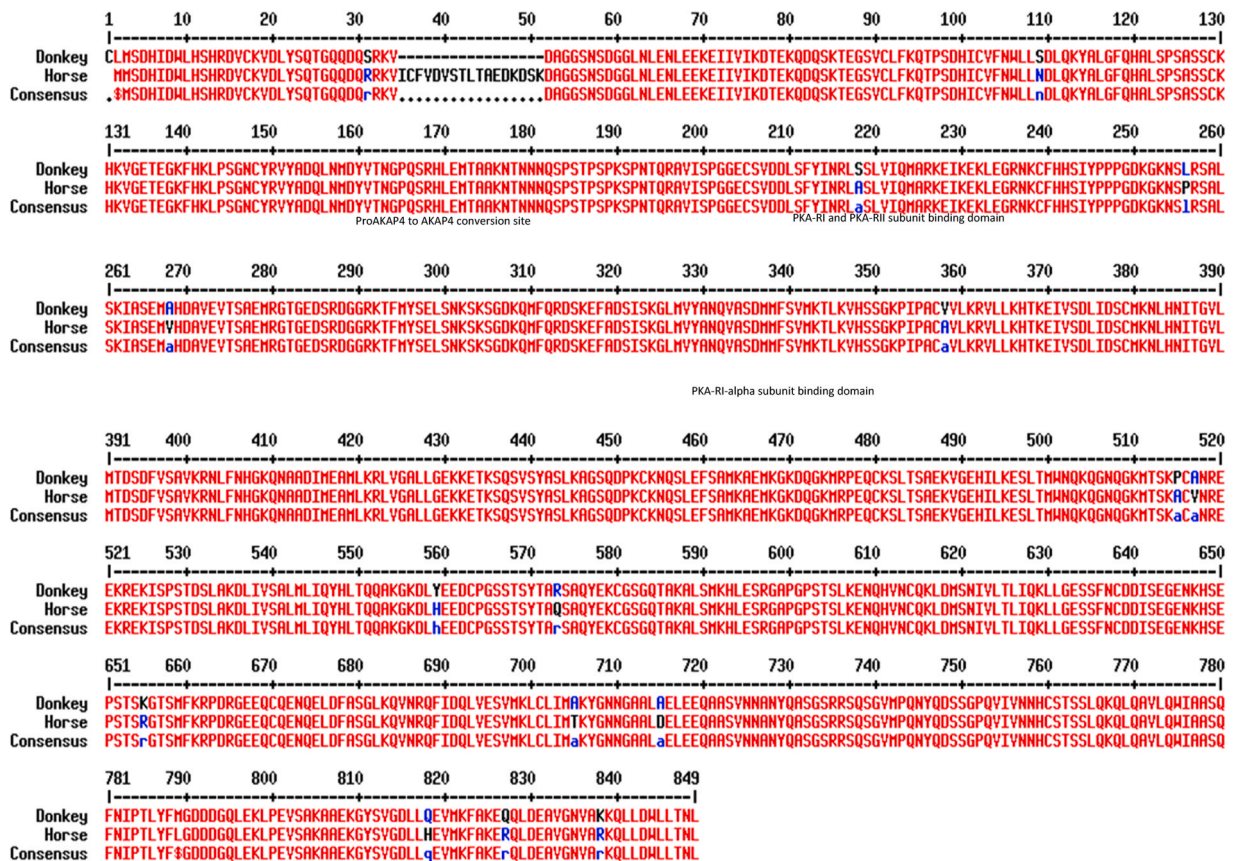 1 10 20 30 40 50 60 70 80 90 100 110 120 130
|--------+---------+---------+---------+---------+---------+---------+---------+---------+---------+---------+---------+---------|
Donkey CLMSDHIDWLHSHRDVCKVDLYSQTGQQDQSRKV-----------------DAGGSNSDGGLNLENLEEKEIIVIKDTEKQDQSKTEGSVCLFKQTPSDHICVFNWLLSDLQKYALGFQHALSPSASSCK
Horse MMSDHIDWLHSHRDVCKVDLYSQTGQQDQRRKVICFVDVSTLTAEDKDSKDAGGSNSDGGLNLENLEEKEIIVIKDTEKQDQSKTEGSVCLFKQTPSDHICVFNWLLNDLQKYALGFQHALSPSASSCK
Consensus .$MSDHIDWLHSHRDVCKVDLYSQTGQQDQrRKV.................DAGGSNSDGGLNLENLEEKEIIVIKDTEKQDQSKTEGSVCLFKQTPSDHICVFNWLLnDLQKYALGFQHALSPSASSCK
131 140 150 160 170 180 190 200 210 220 230 240 250 260
|--------+---------+---------+---------+---------+---------+---------+---------+---------+---------+---------+---------+---------|
Donkey HKVGETEGKFHKLPSGNCYRVYADQLNMDYVTNGPQSRHLEMTAAKNTNNNQSPSTPSPKSPNTQRAVISPGGECSVDDLSFYINRLSSLVIQMARKEIKEKLEGRNKCFHHSIYPPPGDKGKNSLRSAL
Horse HKVGETEGKFHKLPSGNCYRVYADQLNMDYVTNGPQSRHLEMTAAKNTNNNQSPSTPSPKSPNTQRAVISPGGECSVDDLSFYINRLASLVIQMARKEIKEKLEGRNKCFHHSIYPPPGDKGKNSPRSAL
Consensus HKVGETEGKFHKLPSGNCYRVYADQLNMDYVTNGPQSRHLEMTAAKNTNNNQSPSTPSPKSPNTQRAVISPGGECSVDDLSFYINRLaSLVIQMARKEIKEKLEGRNKCFHHSIYPPPGDKGKNSlRSAL
ProAKAP4 to AKAP4 conversion site PKA-RI and PKA-RII subunit binding domain
261 270 280 290 300 310 320 330 340 350 360 370 380 390
|--------+---------+---------+---------+---------+---------+---------+---------+---------+---------+---------+---------+---------|
Donkey SKIASEMAHDAVEVTSAEMRGTGEDSRDGGRKTFMYSELSNKSKSGDKQMFQRDSKEFADSISKGLMVYANQVASDMMFSVMKTLKVHSSGKPIPACVVLKRVLLKHTKEIVSDLIDSCMKNLHNITGVL
Horse SKIASEMVHDAVEVTSAEMRGTGEDSRDGGRKTFMYSELSNKSKSGDKQMFQRDSKEFADSISKGLMVYANQVASDMMFSVMKTLKVHSSGKPIPACAVLKRVLLKHTKEIVSDLIDSCMKNLHNITGVL
Consensus SKIASEMaHDAVEVTSAEMRGTGEDSRDGGRKTFMYSELSNKSKSGDKQMFQRDSKEFADSISKGLMVYANQVASDMMFSVMKTLKVHSSGKPIPACaVLKRVLLKHTKEIVSDLIDSCMKNLHNITGVL
PKA-RI-alpha subunit binding domain
391 400 410 420 430 440 450 460 470 480 490 500 510 520
|--------+---------+---------+---------+---------+---------+---------+---------+---------+---------+---------+---------+---------|
Donkey MTDSDFVSAVKRNLFNHGKQNAADIMEAMLKRLVGALLGEKKETKSQSVSYASLKAGSQDPKCKNQSLEFSAMKAEMKGKDQGKMRPEQCKSLTSAEKVGEHILKESLTMWNQKQGNQGKMTSKPCANRE
Horse MTDSDFVSAVKRNLFNHGKQNAADIMEAMLKRLVGALLGEKKETKSQSVSYASLKAGSQDPKCKNQSLEFSAMKAEMKGKDQGKMRPEQCKSLTSAEKVGEHILKESLTMWNQKQGNQGKMTSKACVNRE
Consensus MTDSDFVSAVKRNLFNHGKQNAADIMEAMLKRLVGALLGEKKETKSQSVSYASLKAGSQDPKCKNQSLEFSAMKAEMKGKDQGKMRPEQCKSLTSAEKVGEHILKESLTMWNQKQGNQGKMTSKaCaNRE
521 530 540 550 560 570 580 590 600 610 620 630 640 650
|--------+---------+---------+---------+---------+---------+---------+---------+---------+---------+---------+---------+---------|
Donkey EKREKISPSTDSLAKDLIVSALMLIQYHLTQQAKGKDLYEEDCPGSSTSYTARSAQYEKCGSGQTAKALSMKHLESRGAPGPSTSLKENQHVNCQKLDMSNIVLTLIQKLLGESSFNCDDISEGENKHSE
Horse EKREKISPSTDSLAKDLIVSALMLIQYHLTQQAKGKDLHEEDCPGSSTSYTAQSAQYEKCGSGQTAKALSMKHLESRGAPGPSTSLKENQHVNCQKLDMSNIVLTLIQKLLGESSFNCDDISEGENKHSE
Consensus EKREKISPSTDSLAKDLIVSALMLIQYHLTQQAKGKDLhEEDCPGSSTSYTArSAQYEKCGSGQTAKALSMKHLESRGAPGPSTSLKENQHVNCQKLDMSNIVLTLIQKLLGESSFNCDDISEGENKHSE
651 660 670 680 690 700 710 720 730 740 750 760 770 780
|--------+---------+---------+---------+---------+---------+---------+---------+---------+---------+---------+---------+---------|
Donkey PSTSKGTSMFKRPDRGEEQCQENQELDFASGLKQVNRQFIDQLVESVMKLCLIMAKYGNNGAALAELEEQAASVNNANYQASGSRRSQSGVMPQNYQDSSGPQVIVNNHCSTSSLQKQLQAVLQWIAASQ
Horse PSTSRGTSMFKRPDRGEEQCQENQELDFASGLKQVNRQFIDQLVESVMKLCLIMTKYGNNGAALDELEEQAASVNNANYQASGSRRSQSGVMPQNYQDSSGPQVIVNNHCSTSSLQKQLQAVLQWIAASQ
Consensus PSTSrGTSMFKRPDRGEEQCQENQELDFASGLKQVNRQFIDQLVESVMKLCLIMaKYGNNGAALaELEEQAASVNNANYQASGSRRSQSGVMPQNYQDSSGPQVIVNNHCSTSSLQKQLQAVLQWIAASQ
781 790 800 810 820 830 840 849
|--------+---------+---------+---------+---------+---------+--------|
Donkey FNIPTLYFMGDDDGQLEKLPEVSAKAAEKGYSVGDLLQEVMKFAKEQQLDEAVGNVAKKQLLDWLLTNL
Horse FNIPTLYFLGDDDGQLEKLPEVSAKAAEKGYSVGDLLHEVMKFAKERQLDEAVGNVARKQLLDWLLTNL
Consensus FNIPTLYF$GDDDGQLEKLPEVSAKAAEKGYSVGDLLqEVMKFAKErQLDEAVGNVArKQLLDWLLTNL